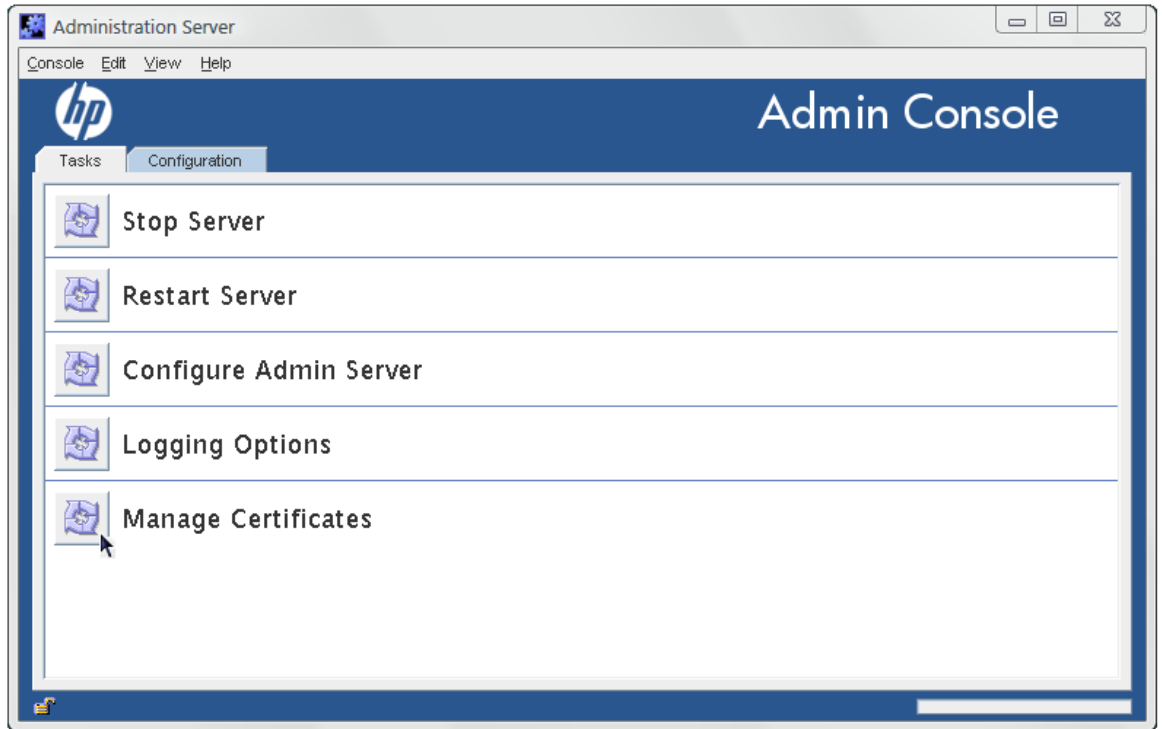 Administration Server
Console Edit View Help
hp
Admin Console
Tasks Configuration
Stop Server
Restart Server
Configure Admin Server
Logging Options
Manage Certificates